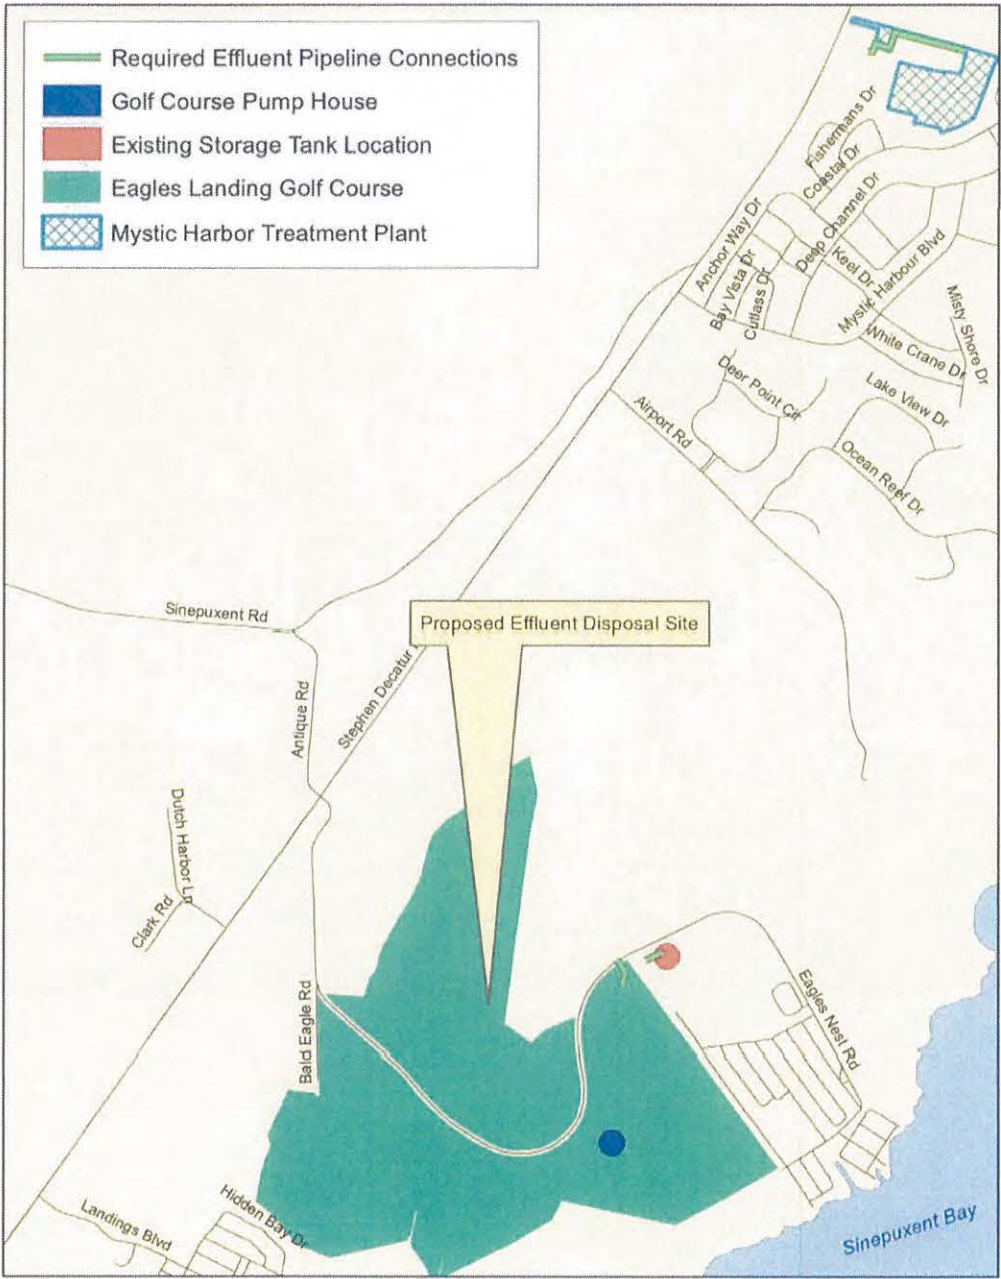 Required Effluent Pipeline Connections
Golf Course Pump House
Existing Storage Tank Location
Eagles Landing Golf Course
Mystic Harbor Treatment Plant
Fishermans Dr
Coastal Dr
Deep Channel Dr
Anchor Way Dr
Bay Vista Dr
Cutlass Dr
Keel Dr
Mystic Harbour Blvd
Misty Shore Dr
White Crane Dr
Deer Point Cir
Lake View Dr
Airport Rd
Ocean Reef Dr
Sinepuxent Rd
Proposed Effluent Disposal Site
Stephen Decatur
Antique Rd
Dutch Harbor Ln
Clark Rd
Bald Eagle Rd
Eagles Nest Rd
Landings Blvd
Hidden Bay Dr
Sinepuxent Bay